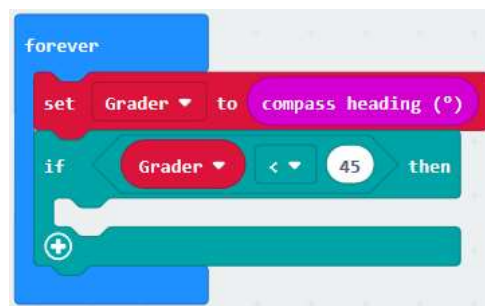 forever
set Grader to compass heading (°)
if Grader < 45 then